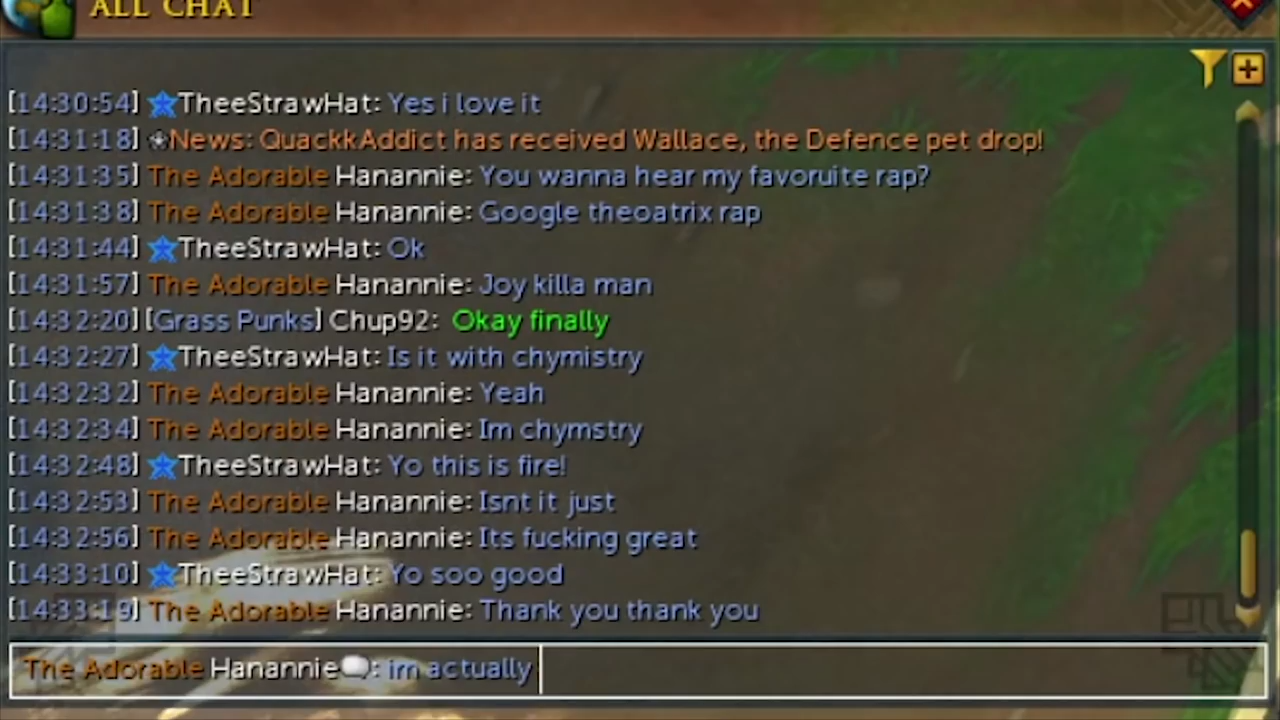 ALL CHAT
[14:30:54] TheeStrawHat: Yes i love it
[14:31:18] News: QuackkAddict has received Wallace, the Defence pet drop!
[14:31:35] The Adorable Hanannie: You wanna hear my favoruite rap?
[14:31:38] The Adorable Hanannie: Google theoatrix rap
[14:31:44] TheeStrawHat: Ok
[14:31:57] The Adorable Hanannie: Joy killa man
[14:32:20] [Grass Punks] Chup92: Okay finally
[14:32:27] TheeStrawHat: Is it with chymistry
[14:32:32] The Adorable Hanannie: Yeah
[14:32:34] The Adorable Hanannie: Im chymstry
[14:32:48] TheeStrawHat: Yo this is fire!
[14:32:53] The Adorable Hanannie: Isnt it just
[14:32:56] The Adorable Hanannie: Its fucking great
[14:33:10] TheeStrawHat: Yo soo good
[14:33:19] The Adorable Hanannie: Thank you thank you
The Adorable Hanannie: im actually